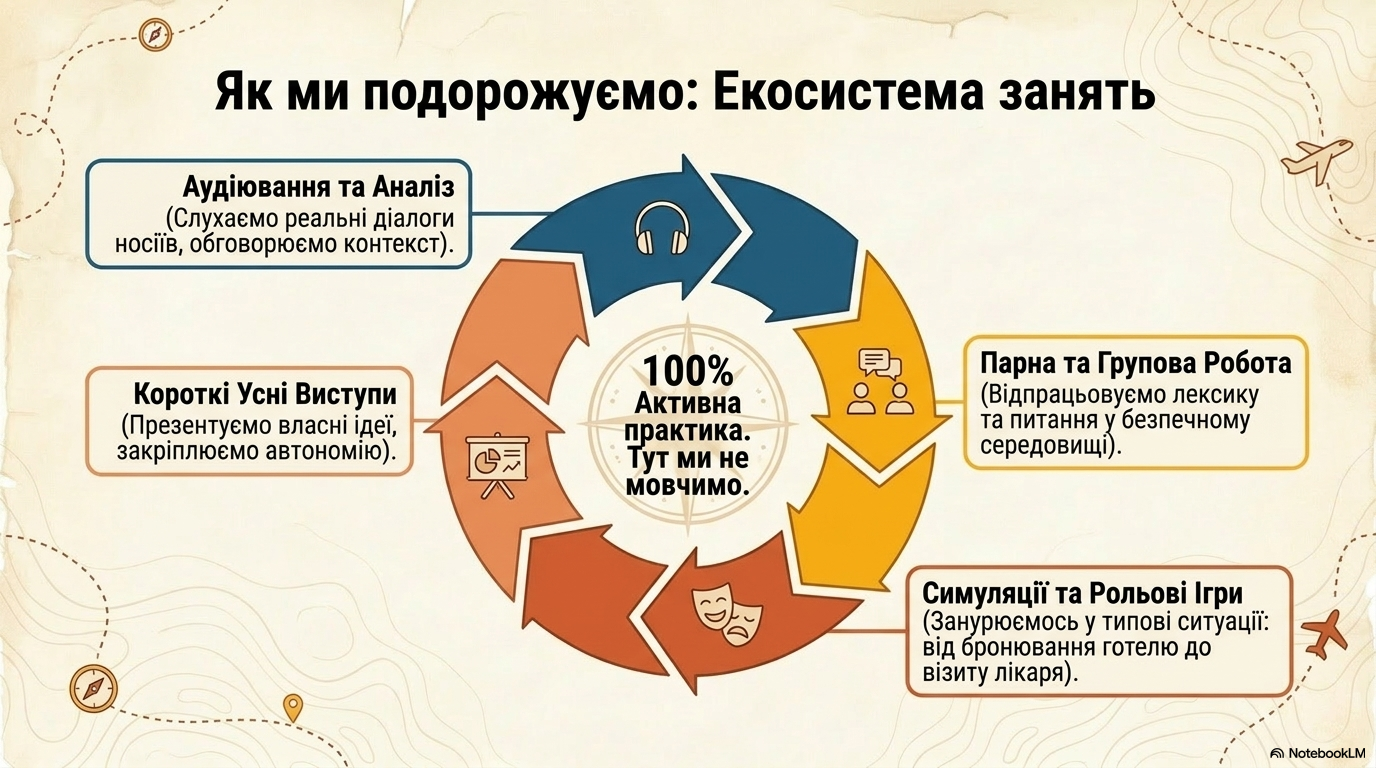 Як ми подорожуємо: Екосистема занять
Аудіювання та Аналіз
(Слухаємо реальні діалоги
носіїв, обговорюємо контекст).
Парна та Групова Робота
(Відпрацьовуємо лексику
та питання у безпечному
середовищі).
Симуляції та Рольові Ігри
(Занурюємось у типові ситуації:
від бронювання готелю до
візиту лікаря).
Короткі Усні Виступи
(Презентуємо власні ідеї,
закріплюємо автономію).
100%
Активна
практика.
Тут ми не
мовчимо.
NotebookLM